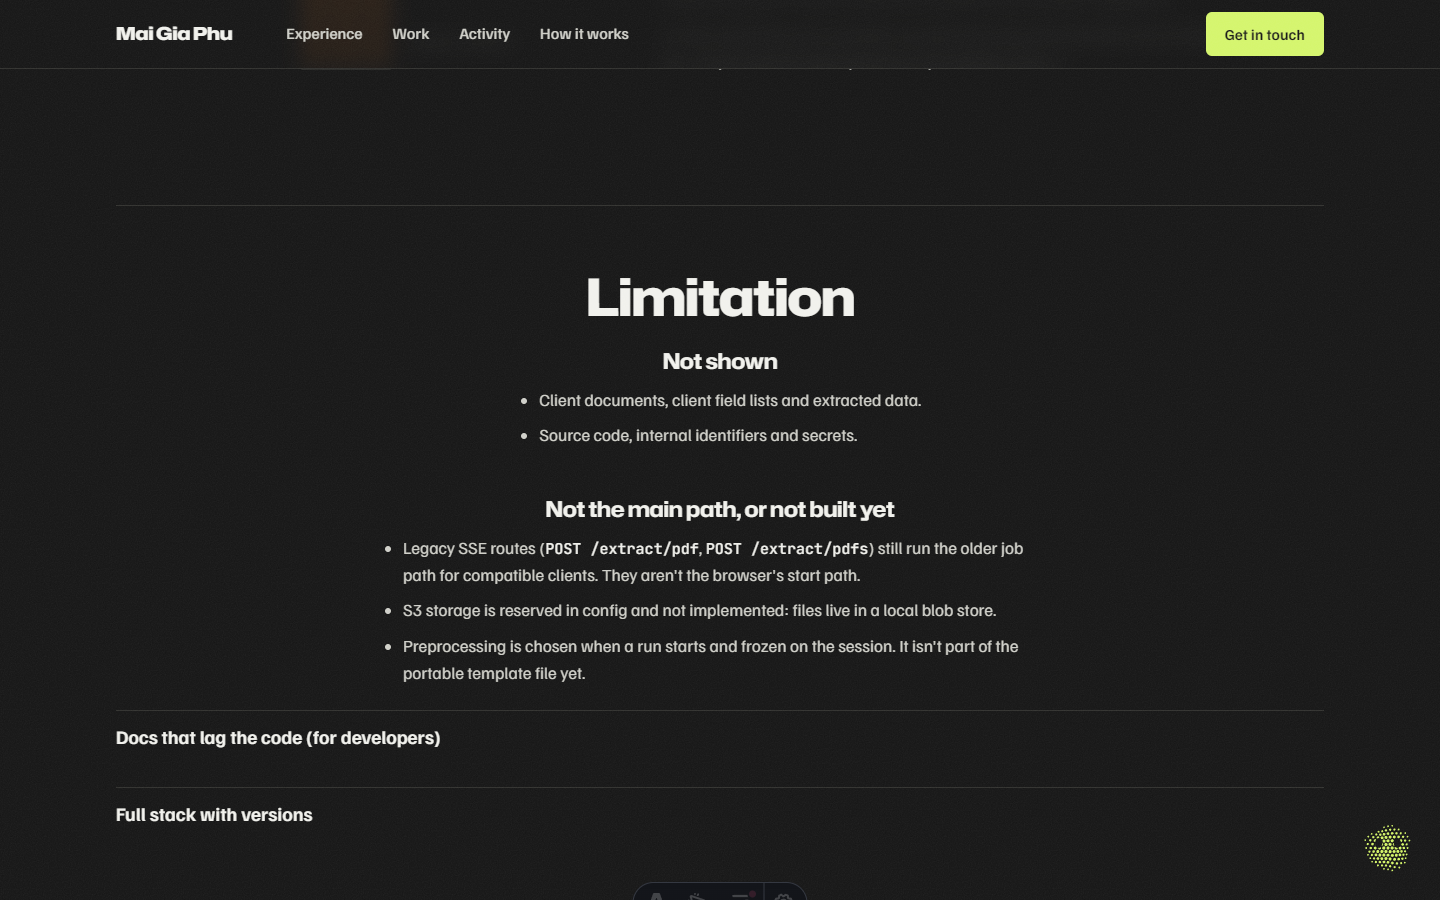 Mai Gia Phu
Experience
Work
Activity
How it works
Get in touch
Limitation
Not shown
Client documents, client field lists and extracted data.
Source code, internal identifiers and secrets.
Not the main path, or not built yet
Legacy SSE routes (POST /extract/pdf, POST /extract/pdfs) still run the older job
path for compatible clients. They aren't the browser's start path.
S3 storage is reserved in config and not implemented: files live in a local blob store.
Preprocessing is chosen when a run starts and frozen on the session. It isn't part of the
portable template file yet.
Docs that lag the code (for developers)
Full stack with versions